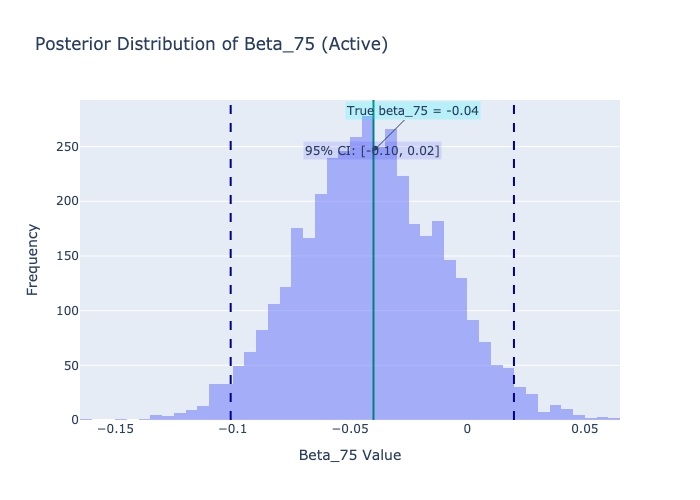 Posterior Distribution of Beta_75 (Active)
True beta_75 = -0.04
95% CI: [-0.10, 0.02]
250
200
150
100
50
0
Frequency
−0.15
−0.1
−0.05
0
0.05
Beta_75 Value